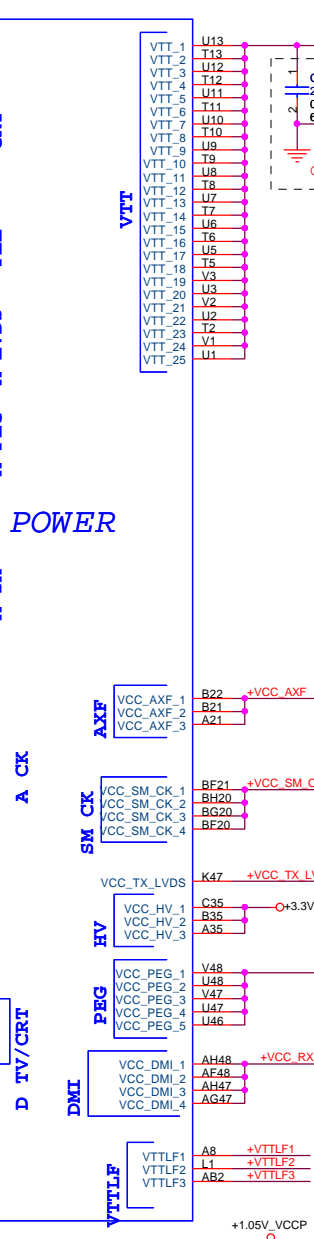 VTT
VTT_1 U13
VTT_2 T13
VTT_3 U12
VTT_4 T12
VTT_5 U11
VTT_6 T11
VTT_7 U10
VTT_8 T10
VTT_9 U9
VTT_10 T9
VTT_11 U8
VTT_12 T8
VTT_13 U7
VTT_14 T7
VTT_15 U6
VTT_16 T6
VTT_17 U5
VTT_18 T5
VTT_19 V3
VTT_20 U3
VTT_21 V2
VTT_22 U2
VTT_23 T2
VTT_24 V1
VTT_25 U1
1
2
POWER
AXF
VCC_AXF_1 B22 +VCC_AXF
VCC_AXF_2 B21
VCC_AXF_3 A21
A CK
SM CK
VCC_SM_CK_1 BF21 +VCC_SM_C
VCC_SM_CK_2 BH20
VCC_SM_CK_3 BG20
VCC_SM_CK_4 BF20
VCC_TX_LVDS K47 +VCC_TX_LV
HV
VCC_HV_1 C35 +3.3V
VCC_HV_2 B35
VCC_HV_3 A35
PEG
VCC_PEG_1 V48
VCC_PEG_2 U48
VCC_PEG_3 V47
VCC_PEG_4 U47
VCC_PEG_5 U46
D TV/CRT
DMI
VCC_DMI_1 AH48 +VCC_RX
VCC_DMI_2 AF48
VCC_DMI_3 AH47
VCC_DMI_4 AG47
VTTLF
VTTLF1 A8 +VTTLF1
VTTLF2 L1 +VTTLF2
VTTLF3 AB2 +VTTLF3
+1.05V_VCCP